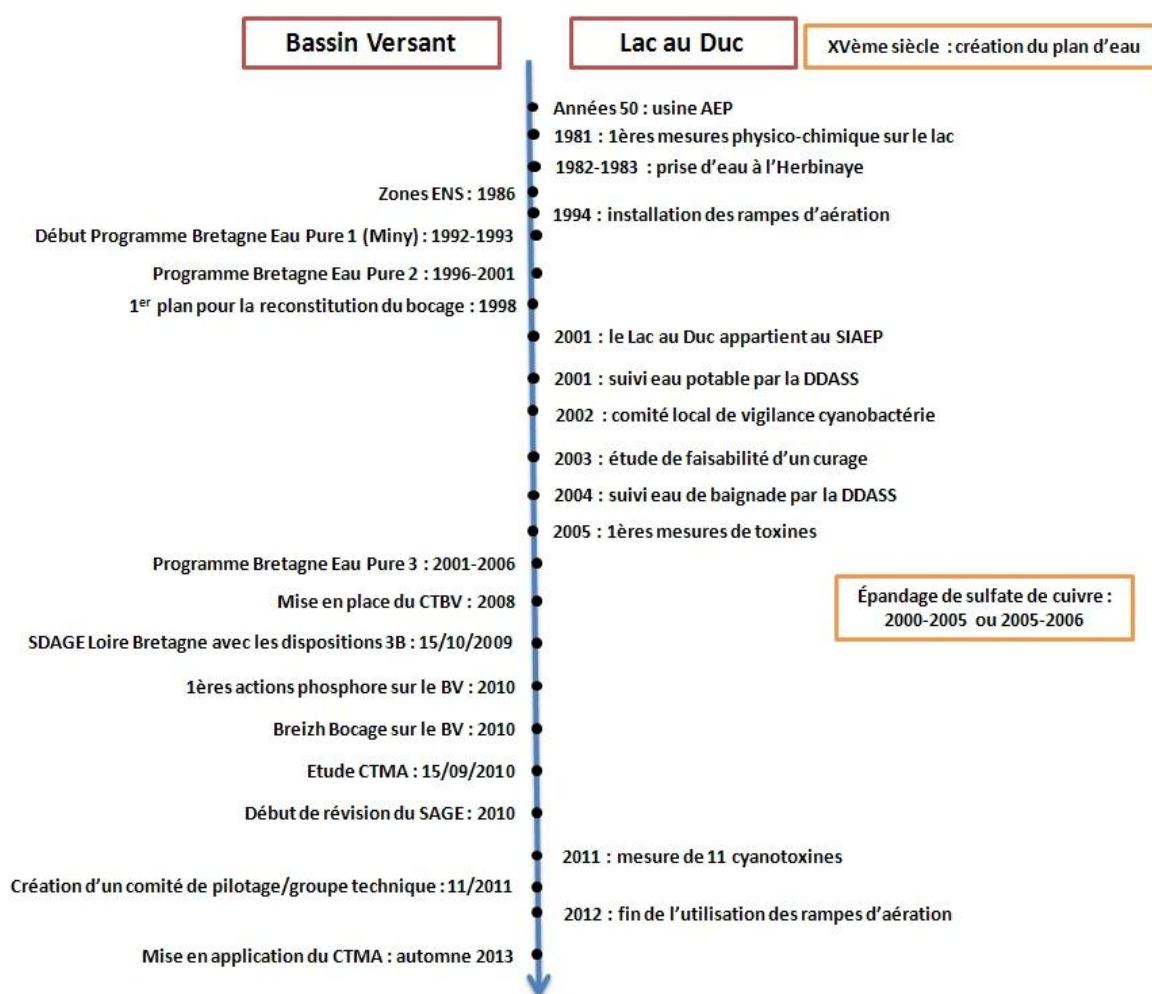 Bassin Versant
Lac au Duc
XVème siècle : création du plan d'eau
Années 50 : usine AEP
1981 : 1ères mesures physico-chimique sur le lac
1982-1983 : prise d'eau à l'Herbinaye
Zones ENS : 1986
1994 : installation des rampes d'aération
Début Programme Bretagne Eau Pure 1 (Miny) : 1992-1993
Programme Bretagne Eau Pure 2 : 1996-2001
1er plan pour la reconstitution du bocage : 1998
2001 : le Lac au Duc appartient au SIAEP
2001 : suivi eau potable par la DDASS
2002 : comité local de vigilance cyanobactérie
2003 : étude de faisabilité d'un curage
2004 : suivi eau de baignade par la DDASS
2005 : 1ères mesures de toxines
Programme Bretagne Eau Pure 3 : 2001-2006
Mise en place du CTBV : 2008
Épandage de sulfate de cuivre :
2000-2005 ou 2005-2006
SDAGE Loire Bretagne avec les dispositions 3B : 15/10/2009
1ères actions phosphore sur le BV : 2010
Breizh Bocage sur le BV : 2010
Etude CTMA : 15/09/2010
Début de révision du SAGE : 2010
2011 : mesure de 11 cyanotoxines
Création d'un comité de pilotage/groupe technique : 11/2011
2012 : fin de l'utilisation des rampes d'aération
Mise en application du CTMA : automne 2013